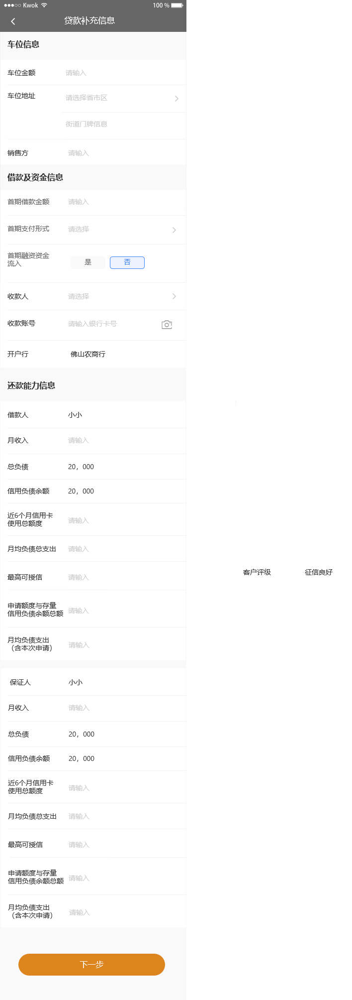 Kwok 100 %
贷款补充信息
车位信息
车位金额 请输入
车位地址 请选择省市区
街道门牌信息
销售方 请输入
借款及资金信息
首期借款金额 请输入
首期支付形式 请选择
首期融资资金
流入
是 否
收款人 请选择
收款账号 请输入银行卡号
开户行 佛山农商行
还款能力信息
借款人 小小
月收入 请输入
总负债 20，000
信用负债余额 20，000
近6个月信用卡
使用总额度
请输入
月均负债总支出 请输入
客户评级 征信良好
最高可授信 请输入
申请额度与存量
信用负债余额总额
请输入
月均负债支出
（含本次申请）
请输入
保证人 小小
月收入 请输入
总负债 20，000
信用负债余额 20，000
近6个月信用卡
使用总额度
请输入
月均负债总支出 请输入
最高可授信 请输入
申请额度与存量
信用负债余额总额
请输入
月均负债支出
（含本次申请）
请输入
下一步